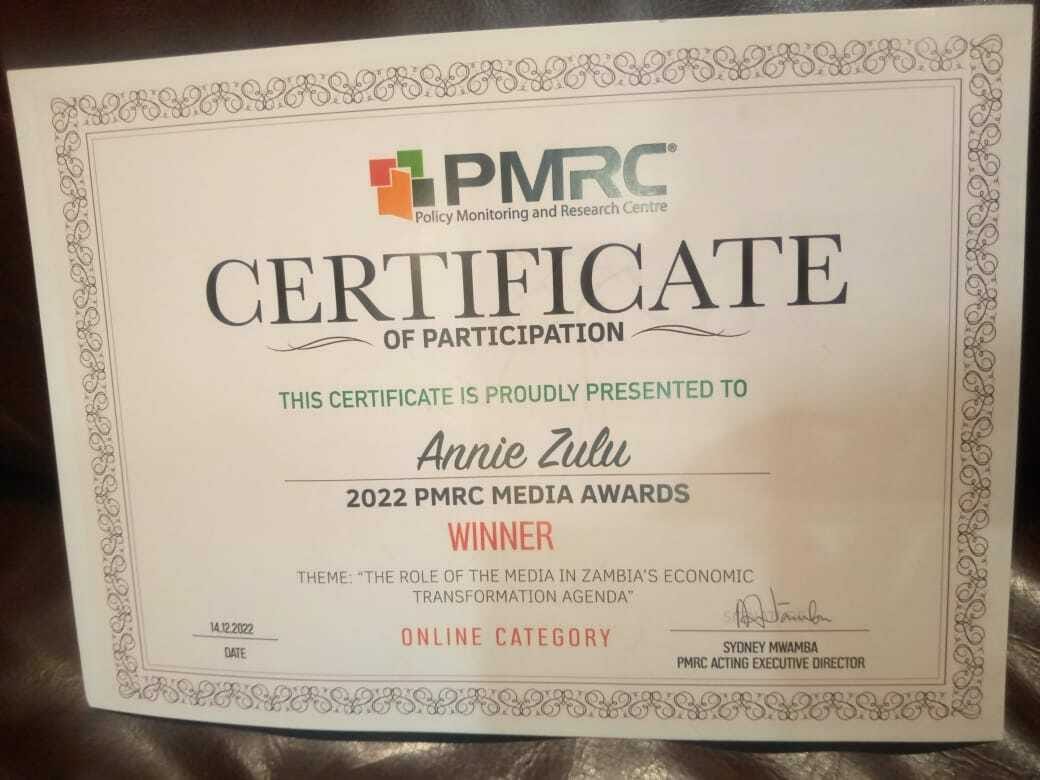 PMRC®
Policy Monitoring and Research Centre
CERTIFICATE
OF PARTICIPATION
THIS CERTIFICATE IS PROUDLY PRESENTED TO
Annie Zulu
2022 PMRC MEDIA AWARDS
WINNER
THEME: “THE ROLE OF THE MEDIA IN ZAMBIA’S ECONOMIC
TRANSFORMATION AGENDA”
14.12.2022
DATE
ONLINE CATEGORY
SYDNEY MWAMBA
PMRC ACTING EXECUTIVE DIRECTOR